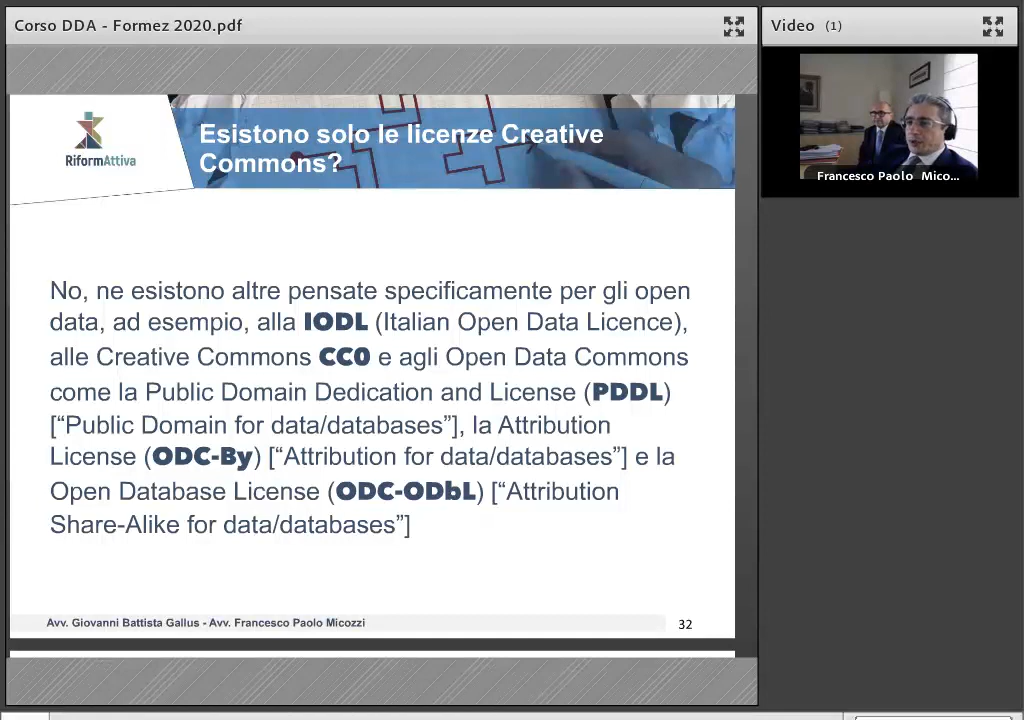 Corso DDA - Formez 2020.pdf
Video (1)
Francesco Paolo Mico...
RiformAttiva
Esistono solo le licenze Creative
Commons?
No, ne esistono altre pensate specificamente per gli open
data, ad esempio, alla IODL (Italian Open Data Licence),
alle Creative Commons CC0 e agli Open Data Commons
come la Public Domain Dedication and License (PDDL)
[“Public Domain for data/databases”], la Attribution
License (ODC-By) [“Attribution for data/databases”] e la
Open Database License (ODC-ODbL) [“Attribution
Share-Alike for data/databases”]
Avv. Giovanni Battista Gallus - Avv. Francesco Paolo Micozzi
32